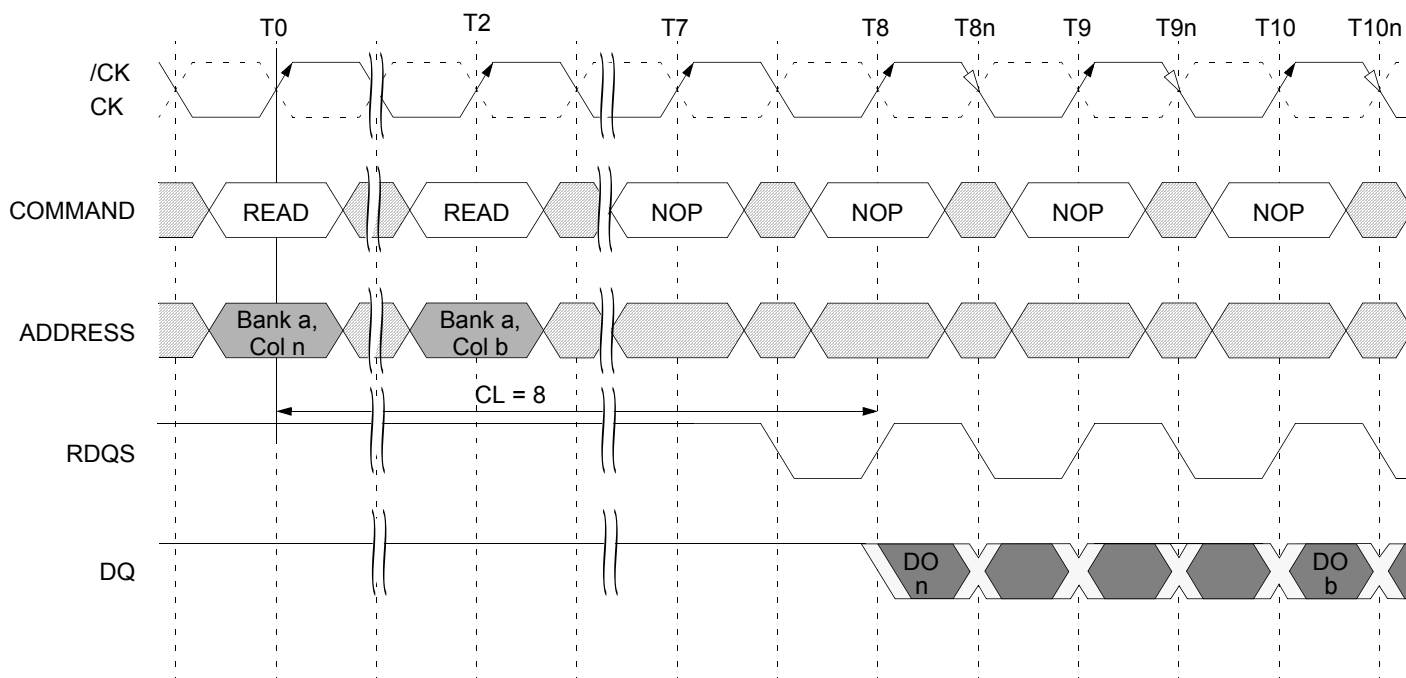 T0 T2 T7 T8 T8n T9 T9n T10 T10n
/CK
CK
COMMAND READ READ NOP NOP NOP NOP
ADDRESS Bank a, Bank a,
Col n Col b
CL = 8
RDQS
DQ DO DO
n b